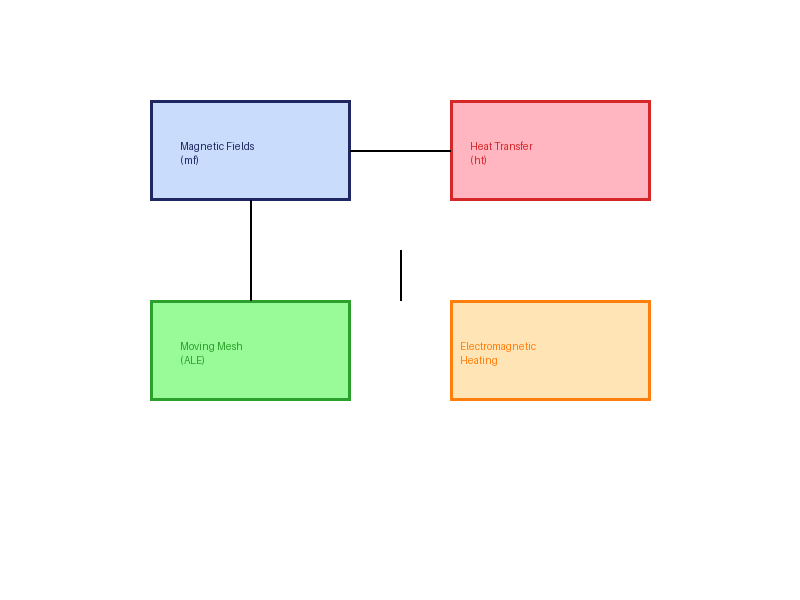 Magnetic Fields
(mf)
Heat Transfer
(ht)
Moving Mesh
(ALE)
Electromagnetic
Heating